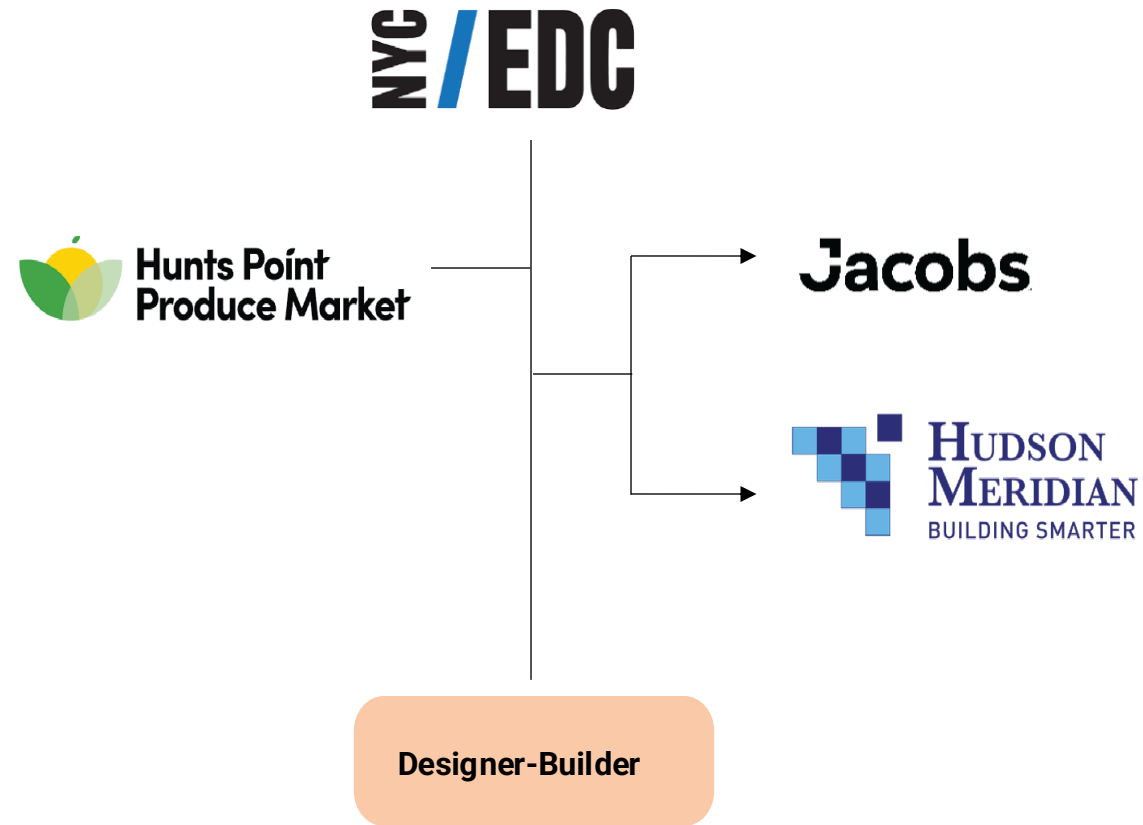 NYC / EDC
Hunts Point
Produce Market
Jacobs
HUDSON
MERIDIAN
BUILDING SMARTER
Designer-Builder